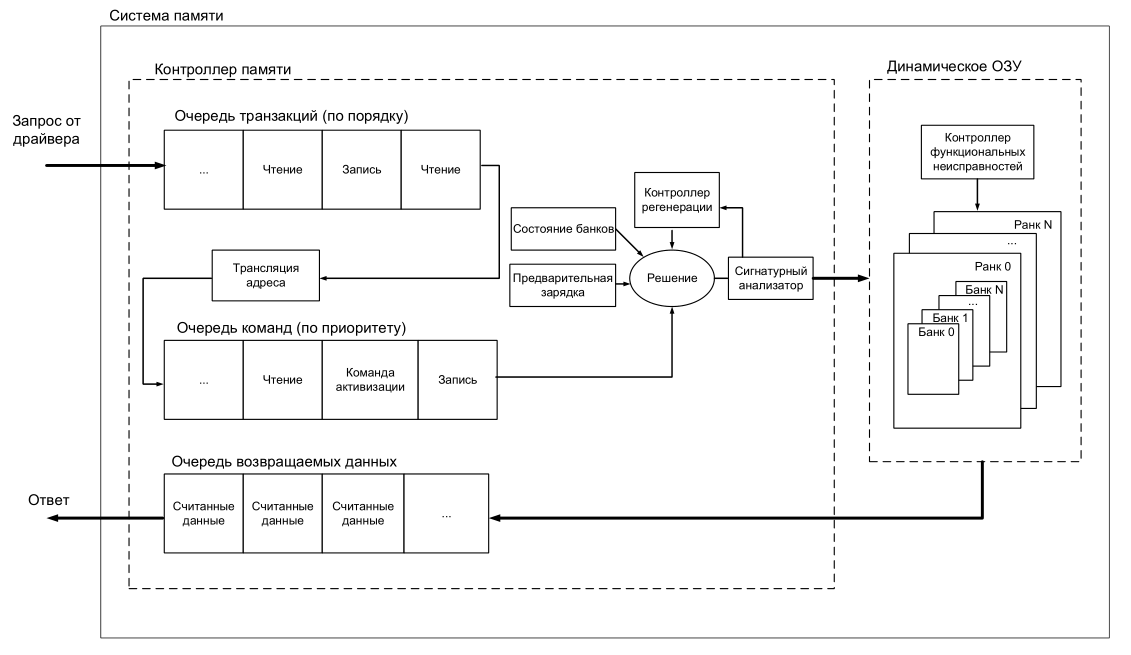 Система памяти
Контроллер памяти
Динамическое ОЗУ
Запрос от
драйвера
Очередь транзакций (по порядку)
...
Чтение
Запись
Чтение
Контроллер
функциональных
неисправностей
Контроллер
регенерации
Состояние банков
Предварительная
зарядка
Решение
Сигнатурный
анализатор
Трансляция
адреса
Ранк N
...
Ранк 0
Банк N
...
Банк 1
Банк 0
Очередь команд (по приоритету)
...
Чтение
Команда
активизации
Запись
Очередь возвращаемых данных
Ответ
Считанные
данные
Считанные
данные
Считанные
данные
...